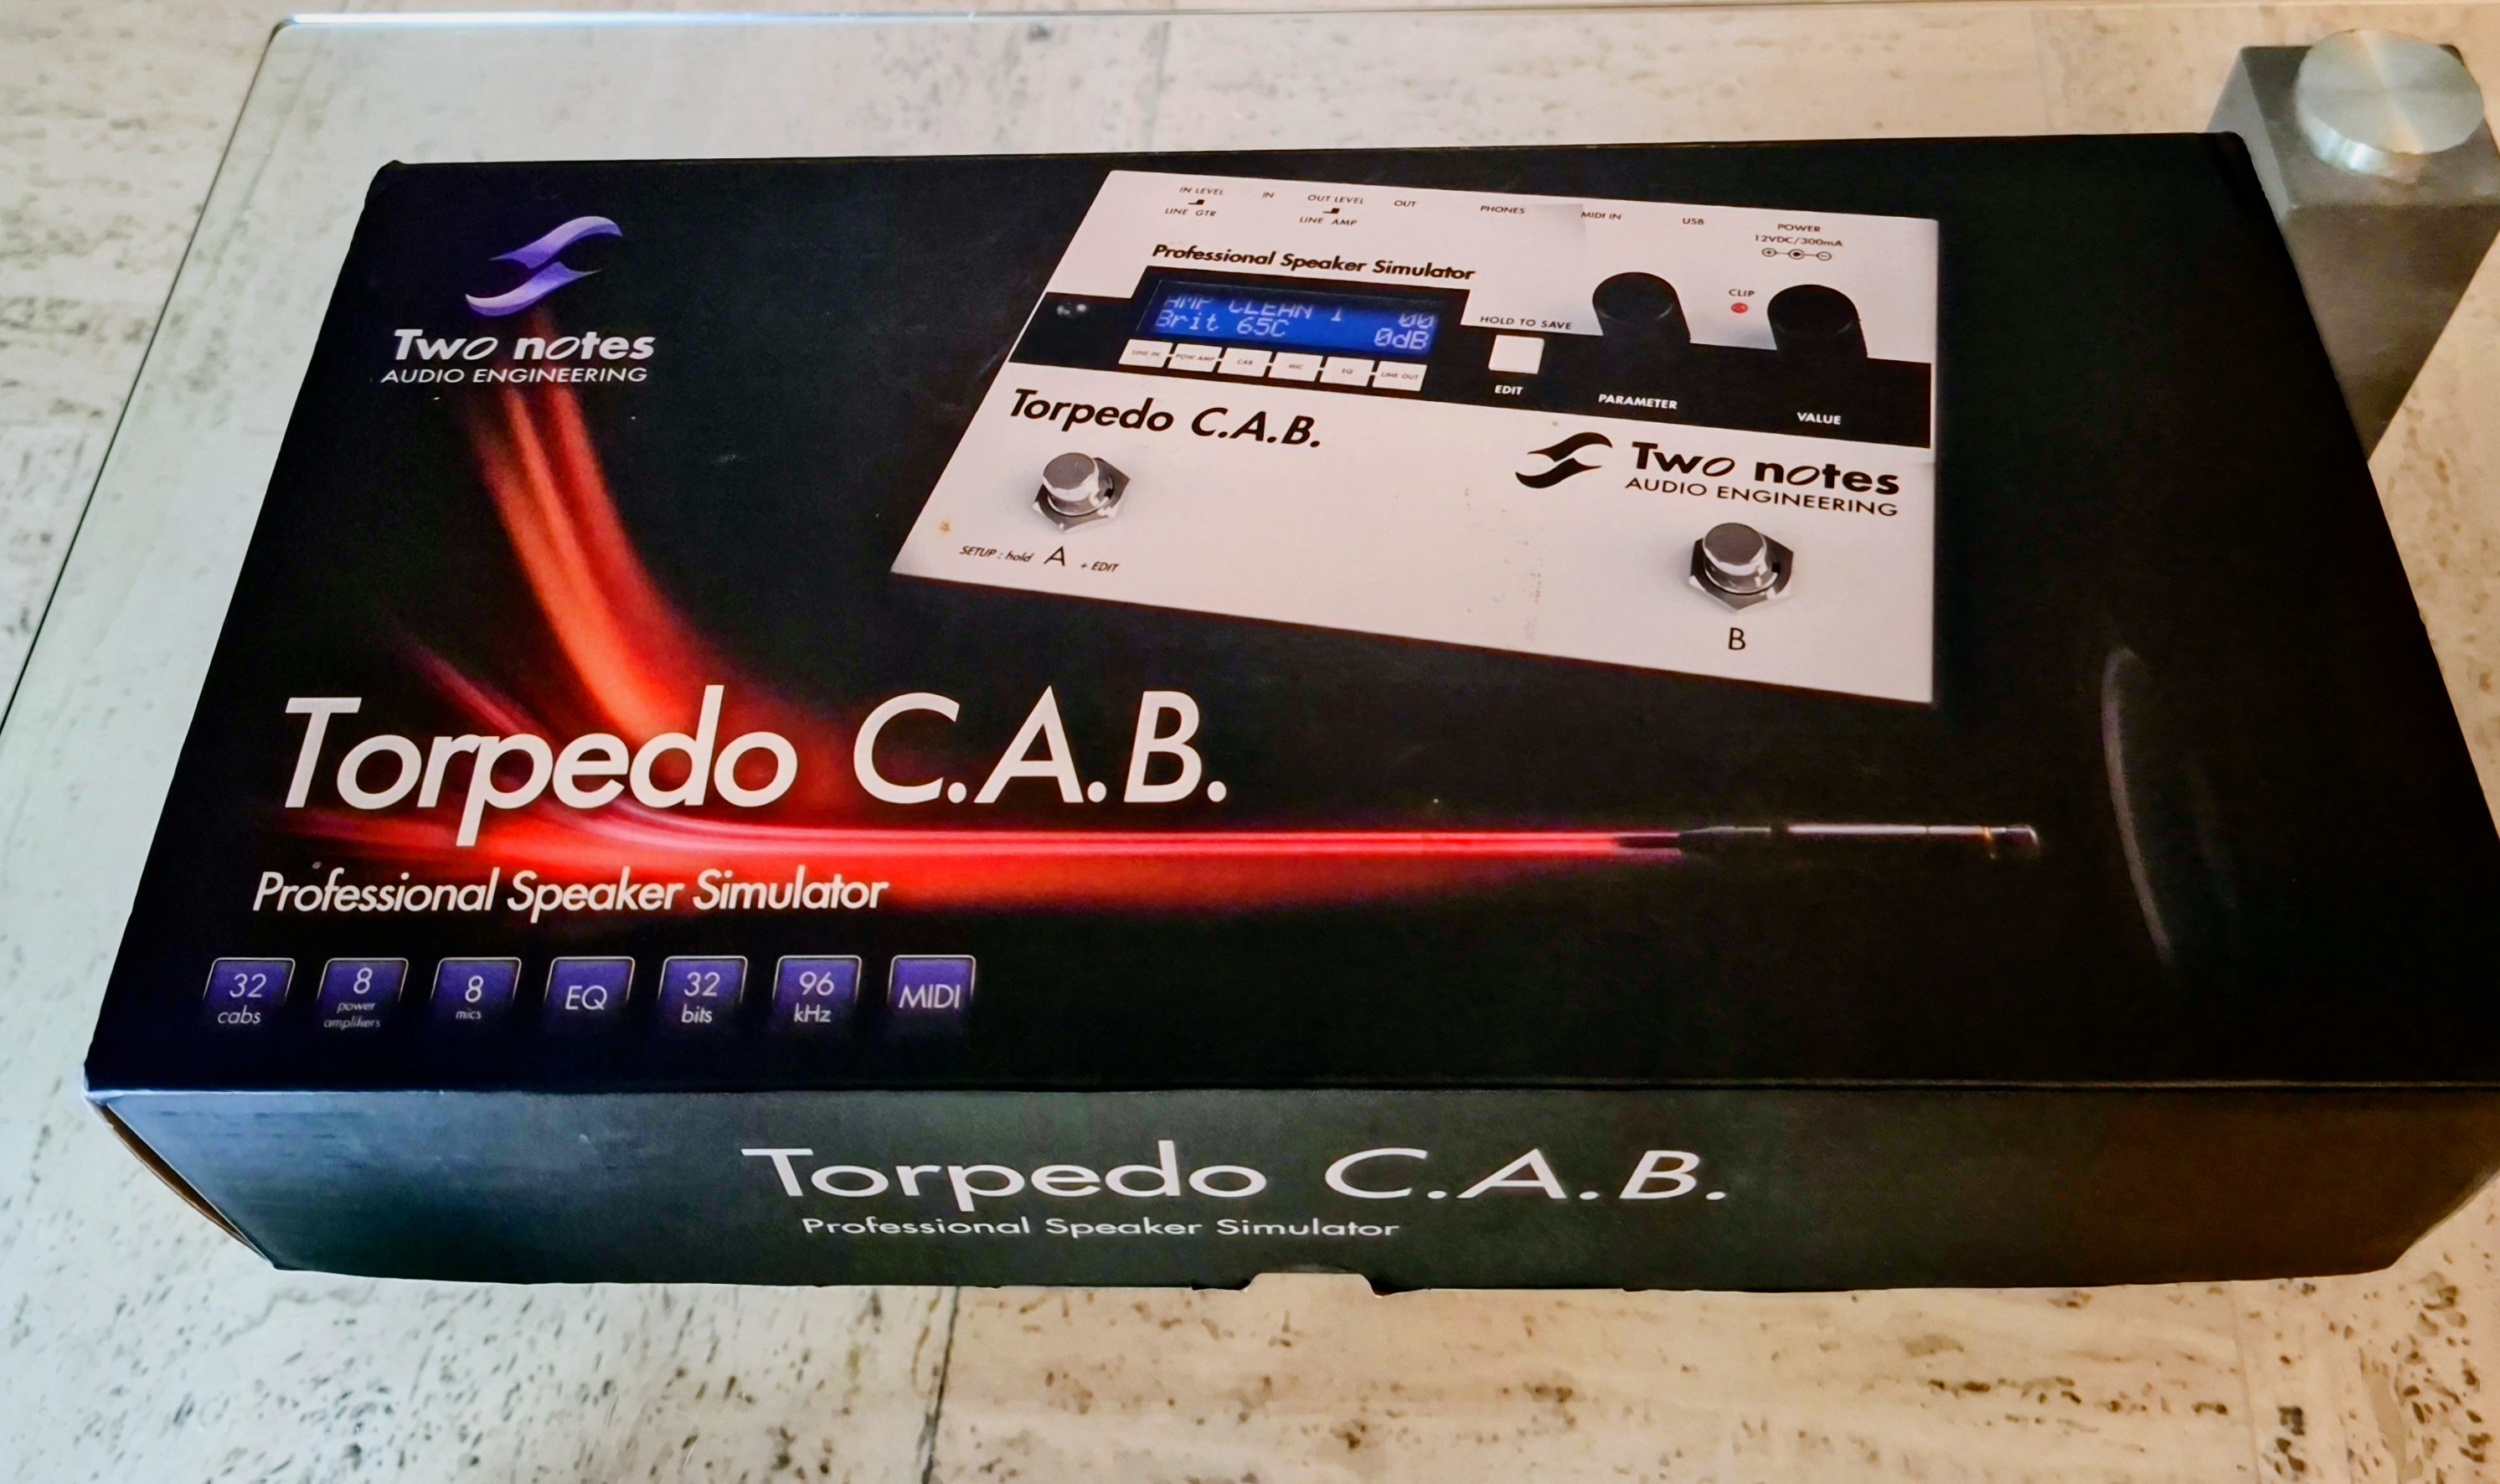 Two notes
AUDIO ENGINEERING
IN LEVEL
LINE GTR
IN
OUT LEVEL
LINE AMP
OUT
PHONES
MIDI IN
USB
POWER
12VDC/300mA
Professional Speaker Simulator
AMP CLEAN 1 00
Brit 65C 0dB
LINE IN
POW AMP
CAB
MIC
EQ
LINE OUT
HOLD TO SAVE
EDIT
PARAMETER
CLIP
VALUE
Torpedo C.A.B.
Two notes
AUDIO ENGINEERING
SETUP : hold A + EDIT
B
Torpedo C.A.B.
Professional Speaker Simulator
32 cabs
8 power amplifiers
8 mics
EQ
32 bits
96 kHz
MIDI
Torpedo C.A.B.
Professional Speaker Simulator